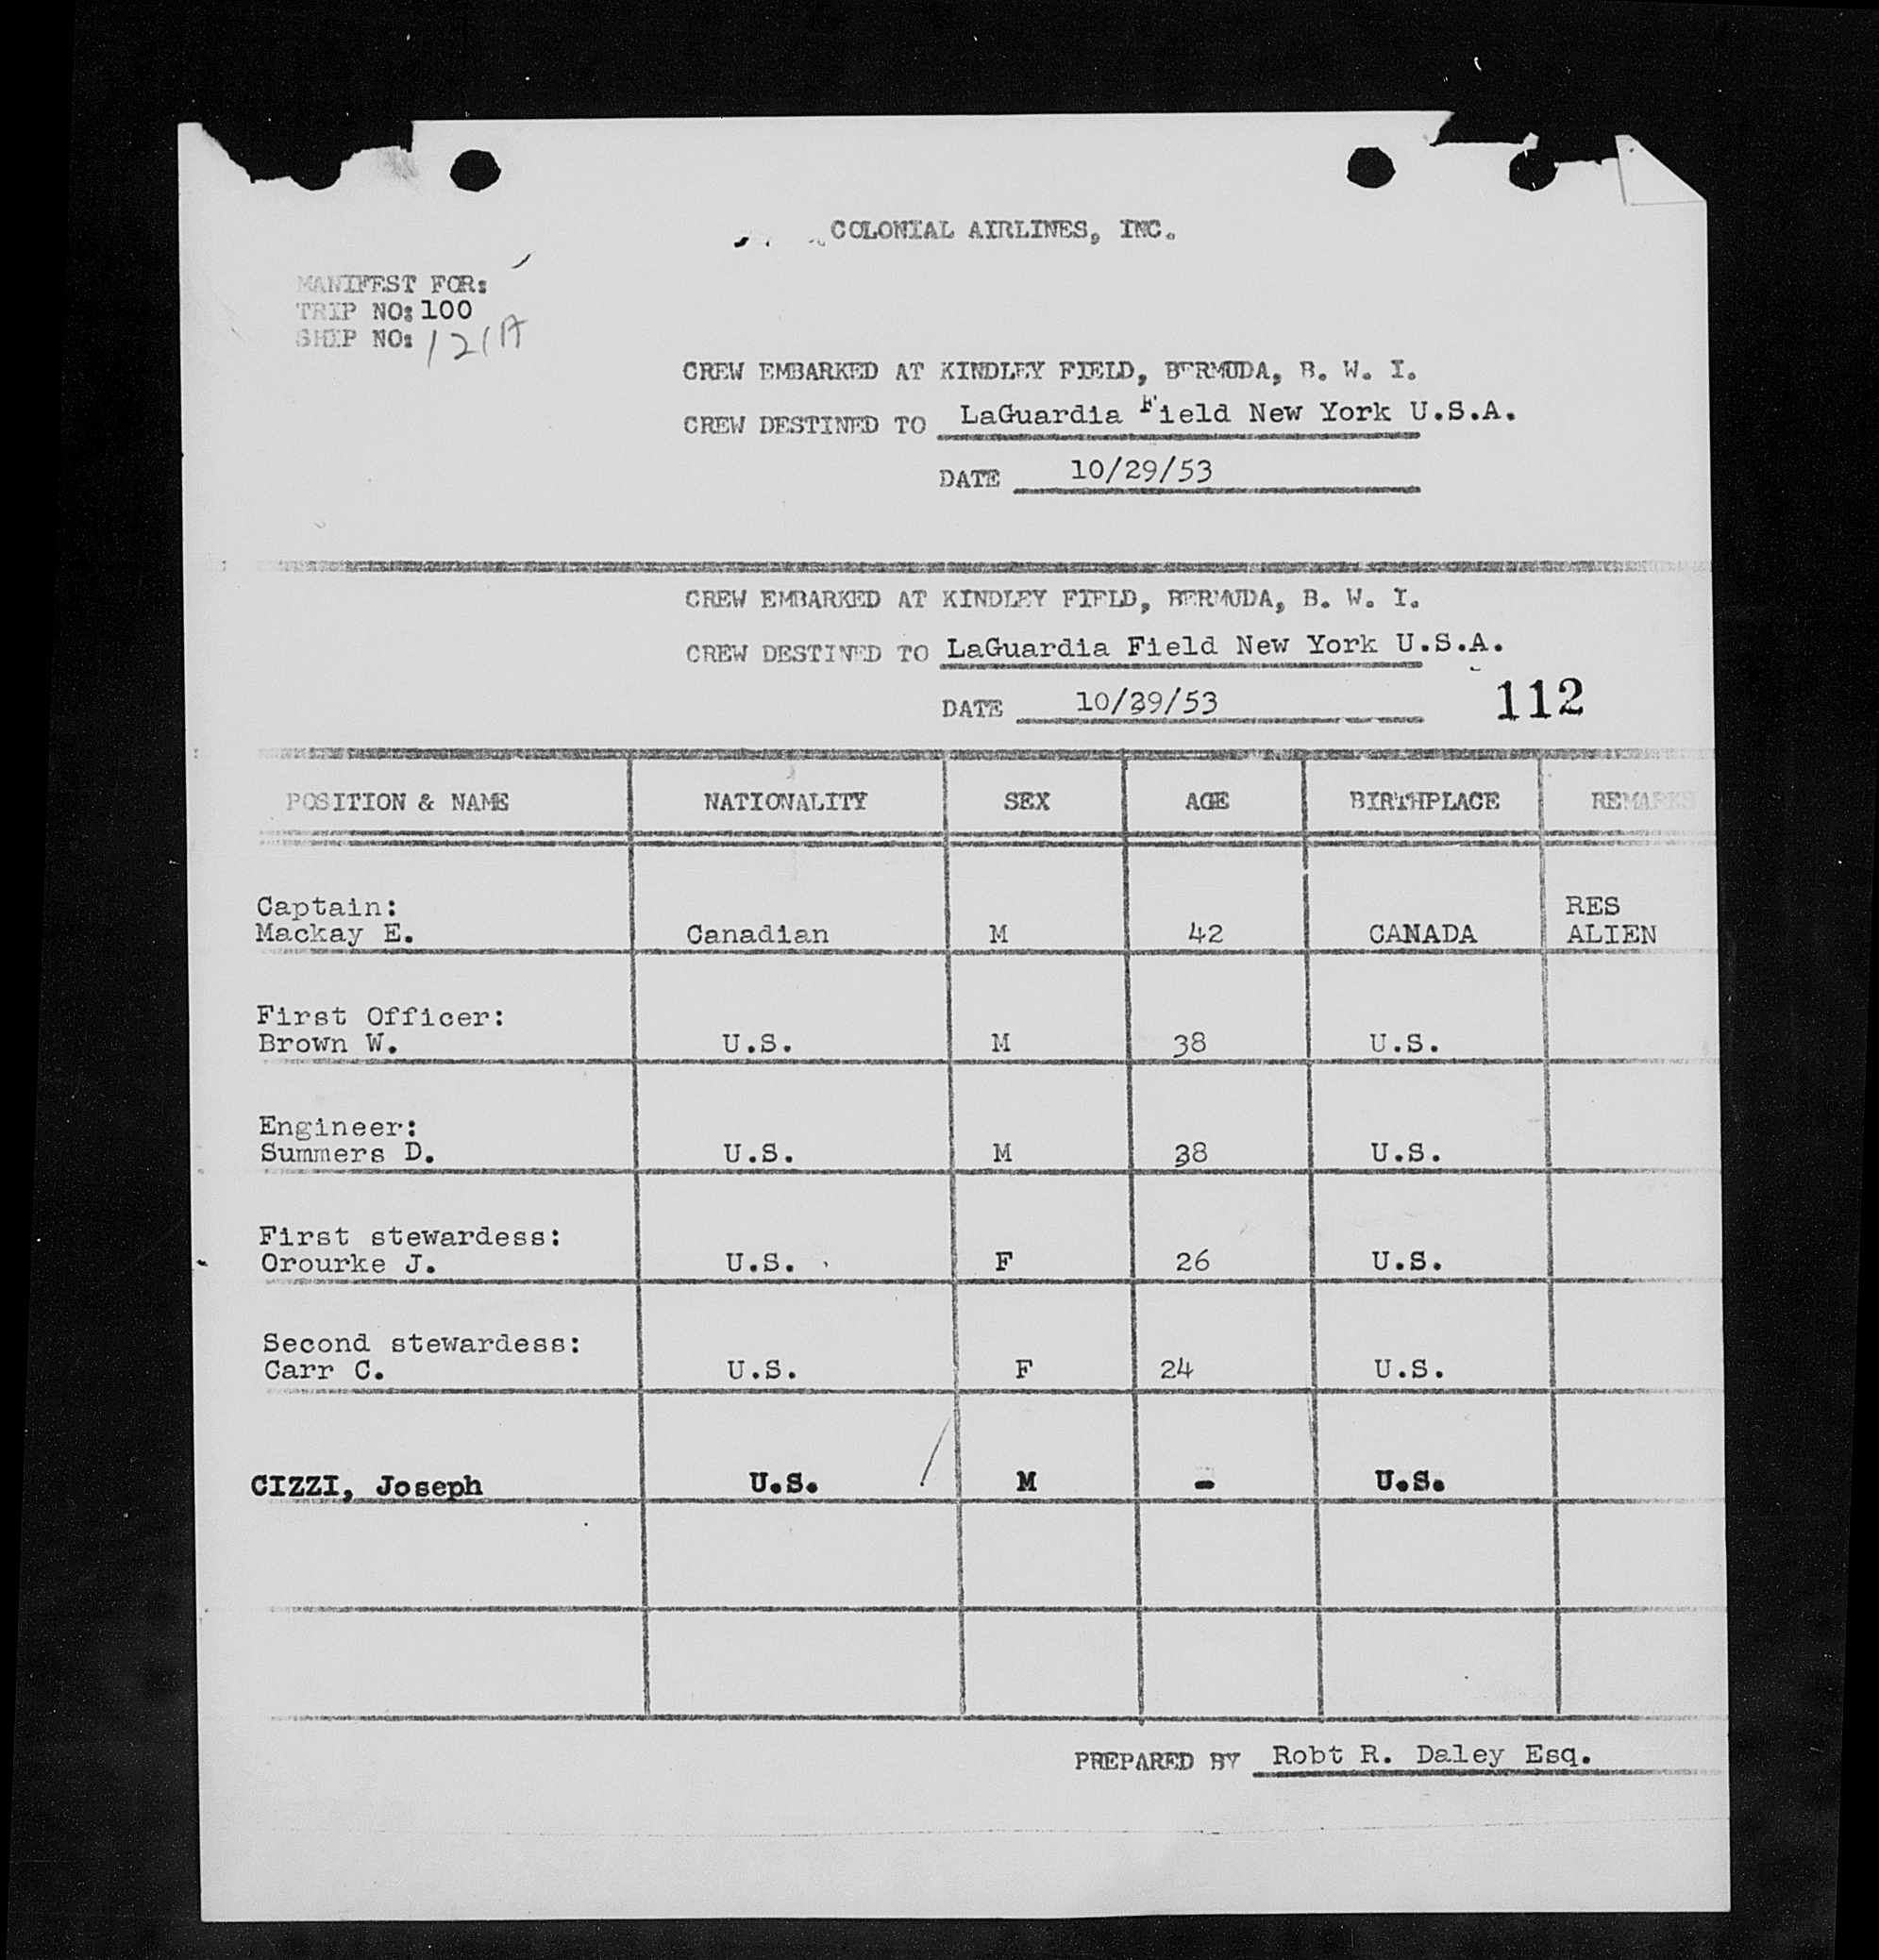 COLONIAL AIRLINES, INC.
MANIFEST FOR:
TRIP NO: 100
SHIP NO: 121A
CREW EMBARKED AT KINDLEY FIELD, BERMUDA, B. W. I.
CREW DESTINED TO LaGuardia Field New York U.S.A.
DATE 10/29/53
CREW EMBARKED AT KINDLEY FIELD, BERMUDA, B. W. I.
CREW DESTINED TO LaGuardia Field New York U.S.A.
DATE 10/29/53 112
POSITION & NAME NATIONALITY SEX AGE BIRTHPLACE REMARKS
Captain: RES
Mackay E. Canadian M 42 CANADA ALIEN
First Officer:
Brown W. U.S. M 38 U.S.
Engineer:
Summers D. U.S. M 38 U.S.
First stewardess:
Orourke J. U.S. F 26 U.S.
Second stewardess:
Carr C. U.S. F 24 U.S.
CIZZI, Joseph U.S. M - U.S.
PREPARED BY Robt R. Daley Esq.